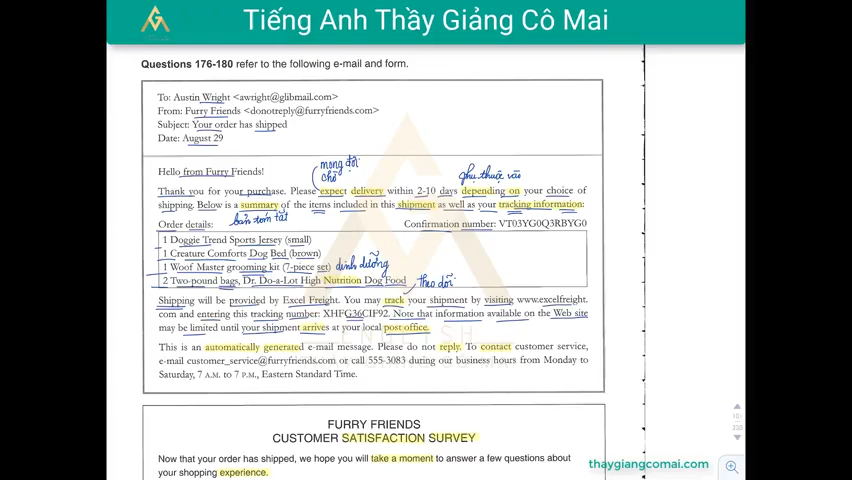 Tiếng Anh Thầy Giảng Cô Mai
Questions 176-180 refer to the following e-mail and form.
To: Austin Wright <awright@glibmail.com>
From: Furry Friends <donotreply@furryfriends.com>
Subject: Your order has shipped
Date: August 29
Hello from Furry Friends!
mong đợi
chờ
phụ thuộc vào
Thank you for your purchase. Please expect delivery within 2-10 days depending on your choice of
shipping. Below is a summary of the items included in this shipment as well as your tracking information:
bản tóm tắt
Order details: Confirmation number: VT03YG0Q3RBYG0
1 Doggie Trend Sports Jersey (small)
1 Creature Comforts Dog Bed (brown)
1 Woof Master grooming kit (7-piece set) dinh dưỡng
2 Two-pound bags, Dr. Do-a-Lot High Nutrition Dog Food theo dõi
Shipping will be provided by Excel Freight. You may track your shipment by visiting www.excelfreight.
com and entering this tracking number: XHFG36CIF92. Note that information available on the Web site
may be limited until your shipment arrives at your local post office.
ENGLISH
This is an automatically generated e-mail message. Please do not reply. To contact customer service,
e-mail customer_service@furryfriends.com or call 555-3083 during our business hours from Monday to
Saturday, 7 A.M. to 7 P.M., Eastern Standard Time.
FURRY FRIENDS
CUSTOMER SATISFACTION SURVEY
Now that your order has shipped, we hope you will take a moment to answer a few questions about
your shopping experience.
thaygiangcomai.com